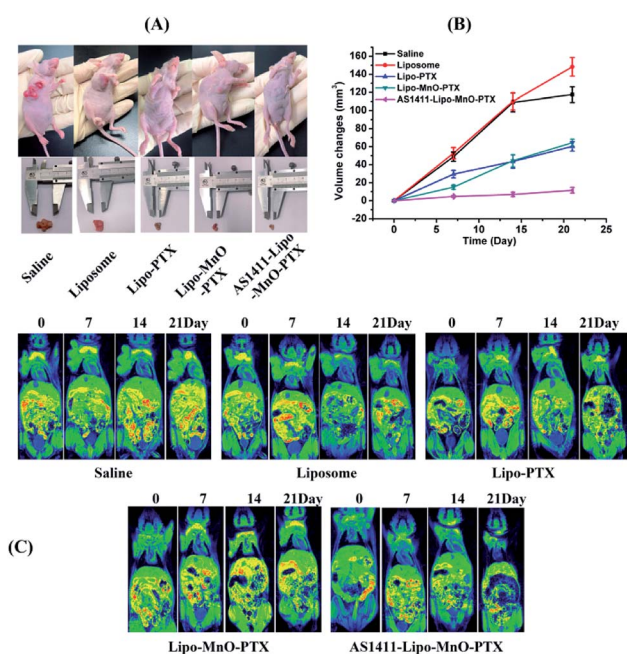 (A)
Saline
Liposome
Lipo-PTX
Lipo-MnO
-PTX
AS1411-Lipo
-MnO-PTX
(B)
Saline
Liposome
Lipo-PTX
Lipo-MnO-PTX
AS1411-Lipo-MnO-PTX
Volume changes (mm³)
160
140
120
100
80
60
40
20
0
-20
0 5 10 15 20 25
Time (Day)
0 7 14 21Day
0 7 14 21Day
0 7 14 21Day
Saline
Liposome
Lipo-PTX
(C)
0 7 14 21Day
0 7 14 21Day
Lipo-MnO-PTX
AS1411-Lipo-MnO-PTX